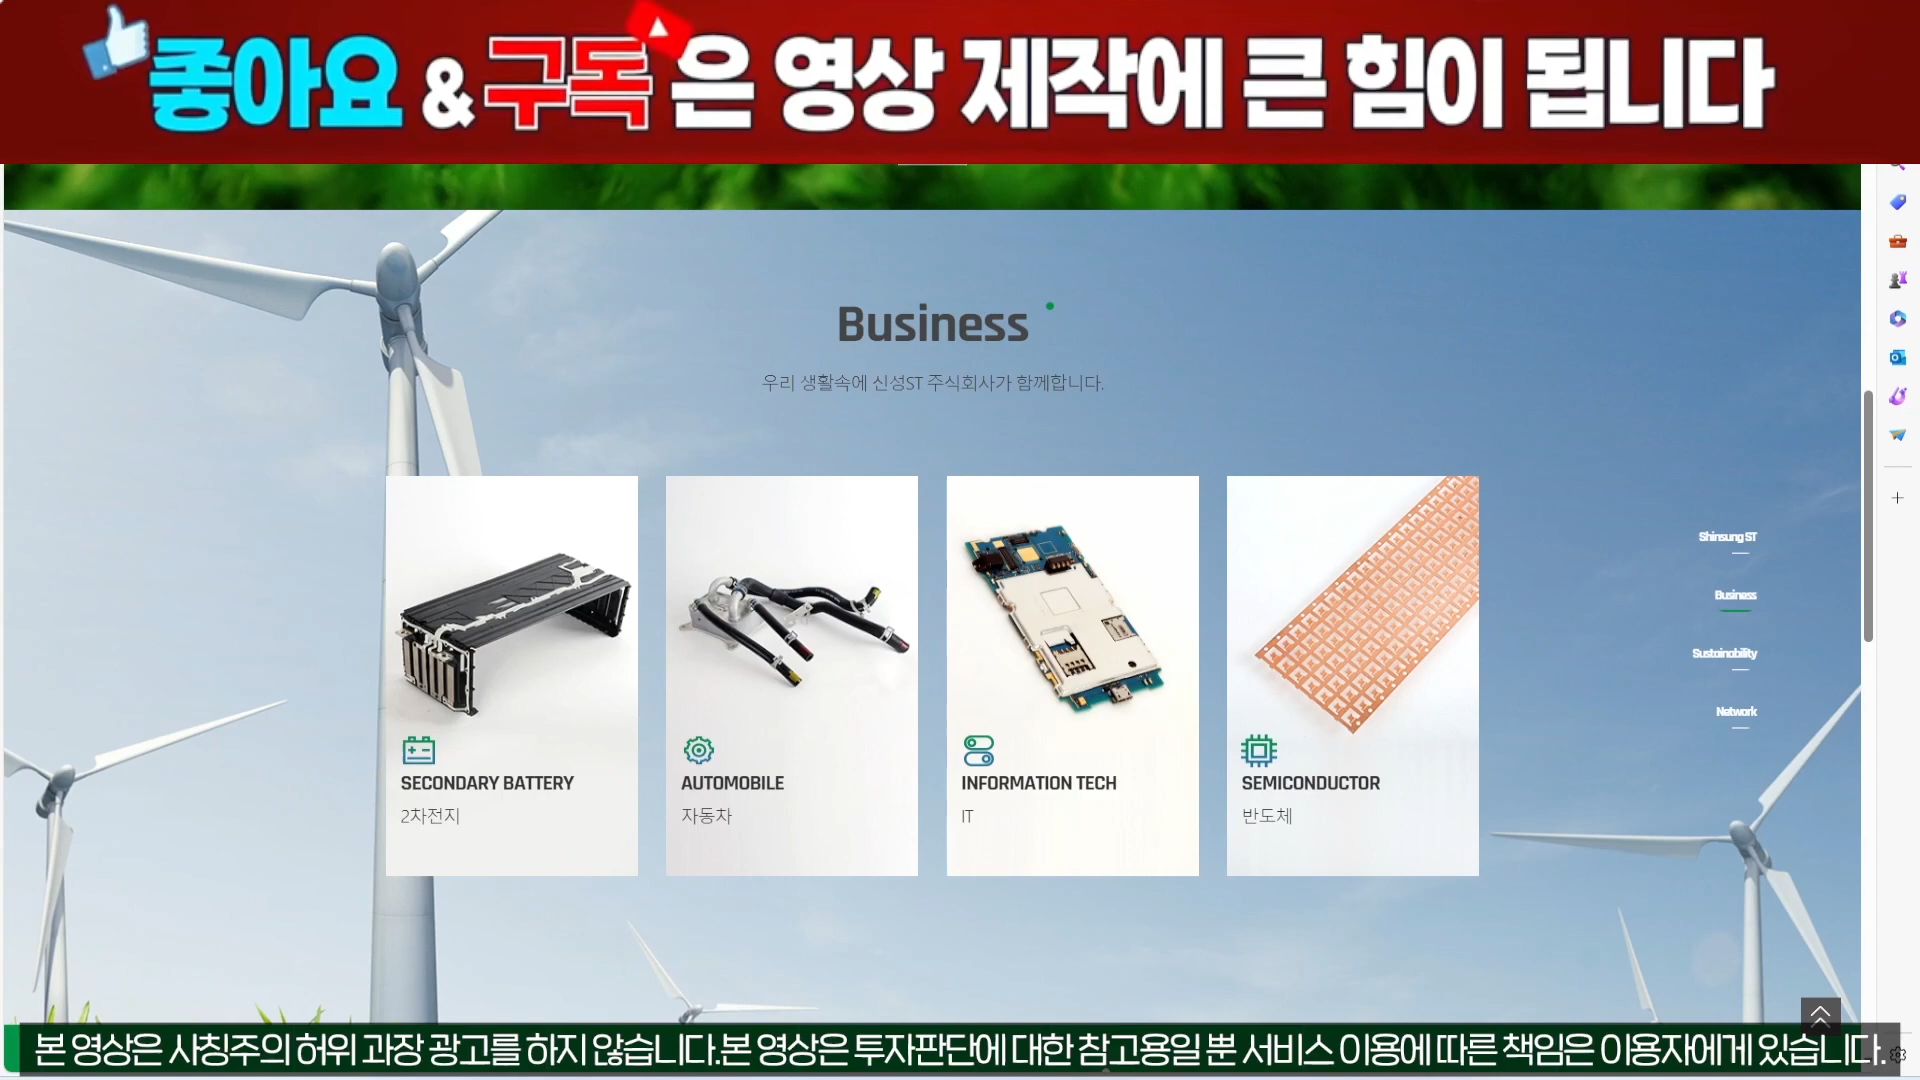 좋아요 & 구독은 영상 제작에 큰 힘이 됩니다
Business
우리 생활속에 신성ST 주식회사가 함께합니다.
SECONDARY BATTERY
2차전지
AUTOMOBILE
자동차
INFORMATION TECH
IT
SEMICONDUCTOR
반도체
Shinsung ST
Business
Sustainability
Network
본 영상은 사칭주의 허위 과장 광고를 하지 않습니다.본 영상은 투자판단에 대한 참고용일 뿐 서비스 이용에 따른 책임은 이용자에게 있습니다.